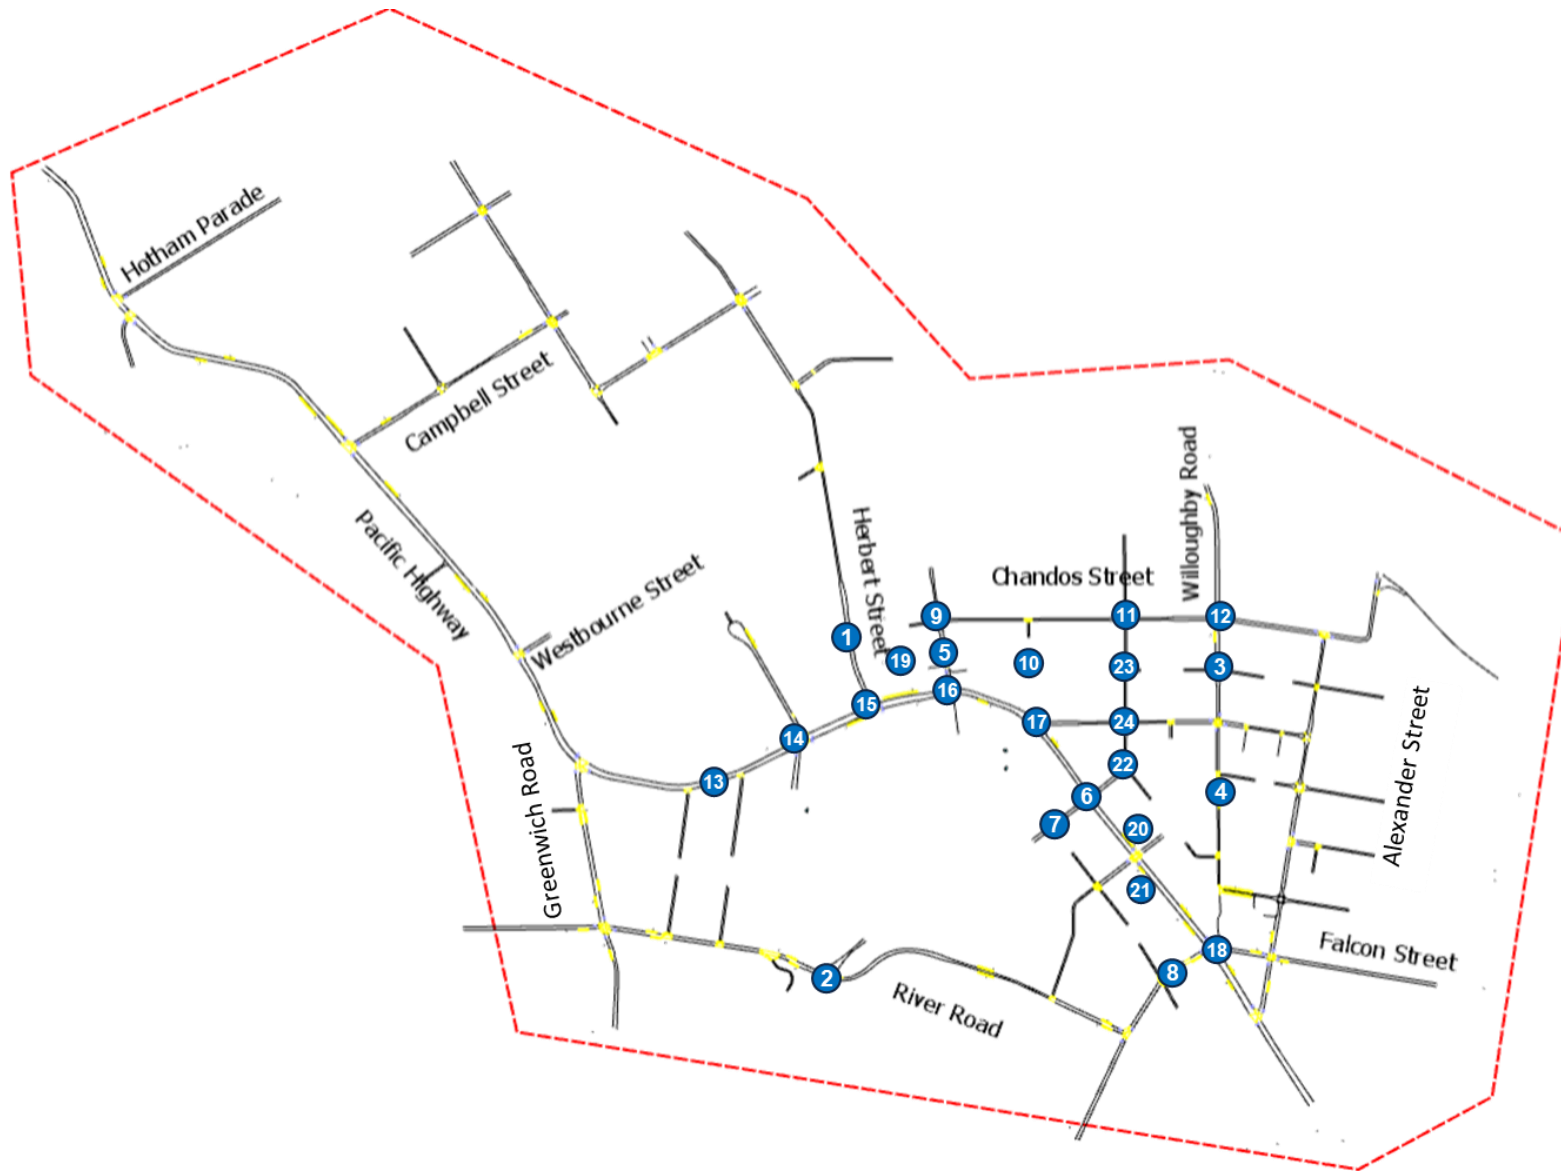 Hotham Parade
Campbell Street
Pacific Highway
Westbourne Street
Herbert Street
Willoughby Road
Chandos Street
9
11
12
1
5
19
10
23
3
16
15
17
24
14
Alexander Street
22
13
6
4
7
20
Greenwich Road
21
18
Falcon Street
8
2
River Road